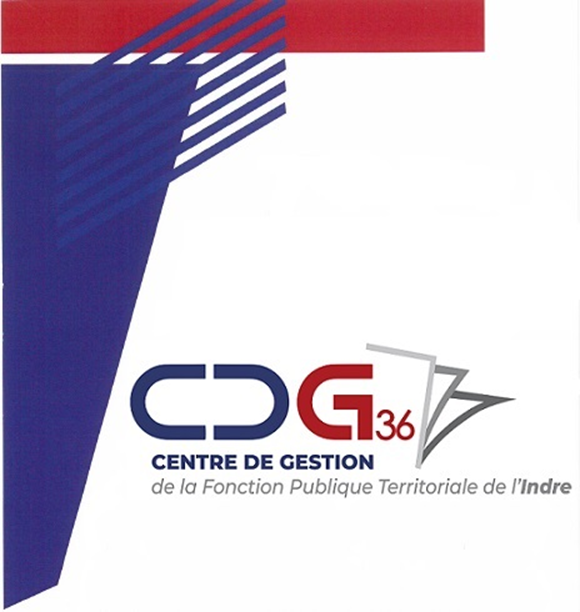 CDG36
CENTRE DE GESTION
de la Fonction Publique Territoriale de l'Indre